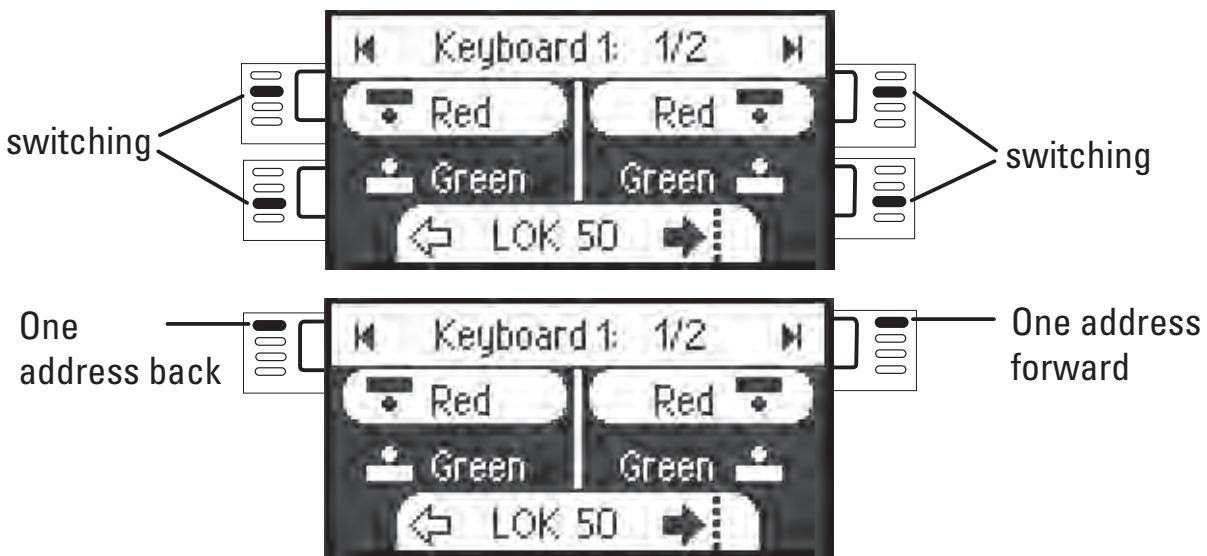 Keyboard 1: 1/2
Red Red
switching
switching
Green Green
LOK 50
One
address back
Keyboard 1: 1/2
One address
forward
Red Red
Green Green
LOK 50